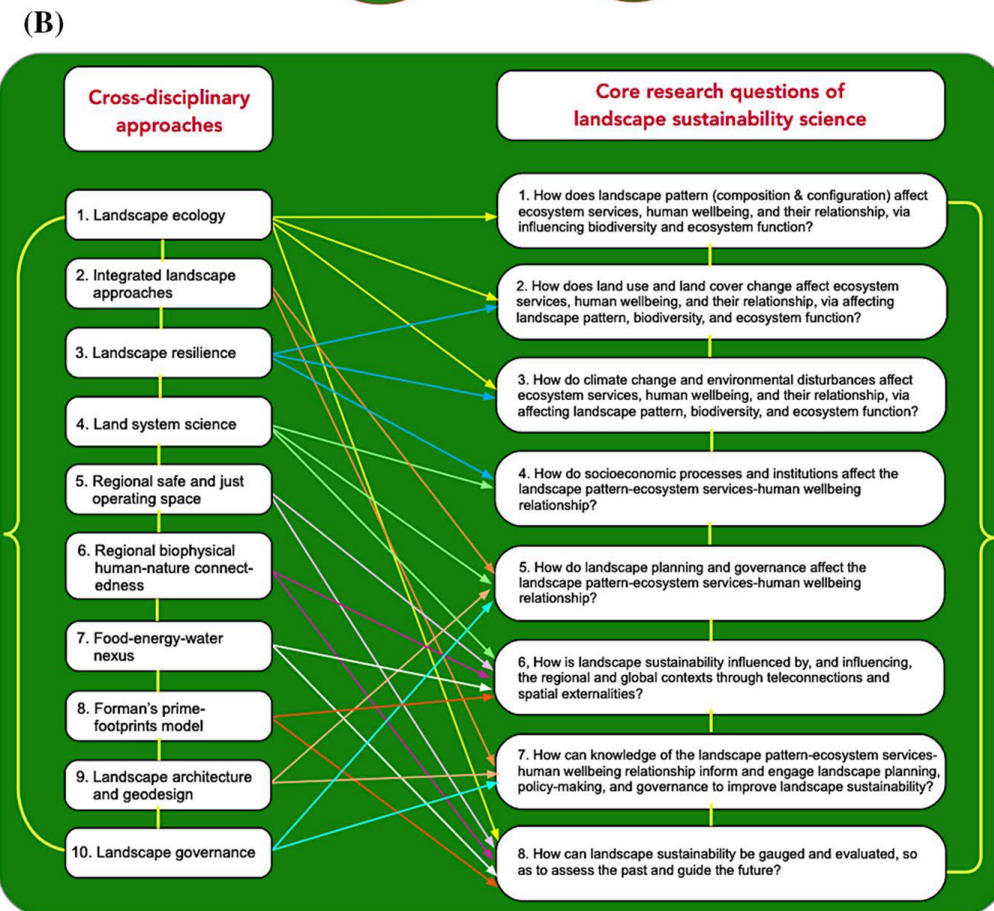 (B)
Cross-disciplinary
approaches
Core research questions of
landscape sustainability science
1. Landscape ecology
2. Integrated landscape
approaches
3. Landscape resilience
4. Land system science
5. Regional safe and just
operating space
6. Regional biophysical
human-nature connect-
edness
7. Food-energy-water
nexus
8. Forman's prime-
footprints model
9. Landscape architecture
and geodesign
10. Landscape governance
1. How does landscape pattern (composition & configuration) affect
ecosystem services, human wellbeing, and their relationship, via
influencing biodiversity and ecosystem function?
2. How does land use and land cover change affect ecosystem
services, human wellbeing, and their relationship, via affecting
landscape pattern, biodiversity, and ecosystem function?
3. How do climate change and environmental disturbances affect
ecosystem services, human wellbeing, and their relationship, via
affecting landscape pattern, biodiversity, and ecosystem function?
4. How do socioeconomic processes and institutions affect the
landscape pattern-ecosystem services-human wellbeing
relationship?
5. How do landscape planning and governance affect the
landscape pattern-ecosystem services-human wellbeing
relationship?
6, How is landscape sustainability influenced by, and influencing,
the regional and global contexts through teleconnections and
spatial externalities?
7. How can knowledge of the landscape pattern-ecosystem services-
human wellbeing relationship inform and engage landscape planning,
policy-making, and governance to improve landscape sustainability?
8. How can landscape sustainability be gauged and evaluated, so
as to assess the past and guide the future?